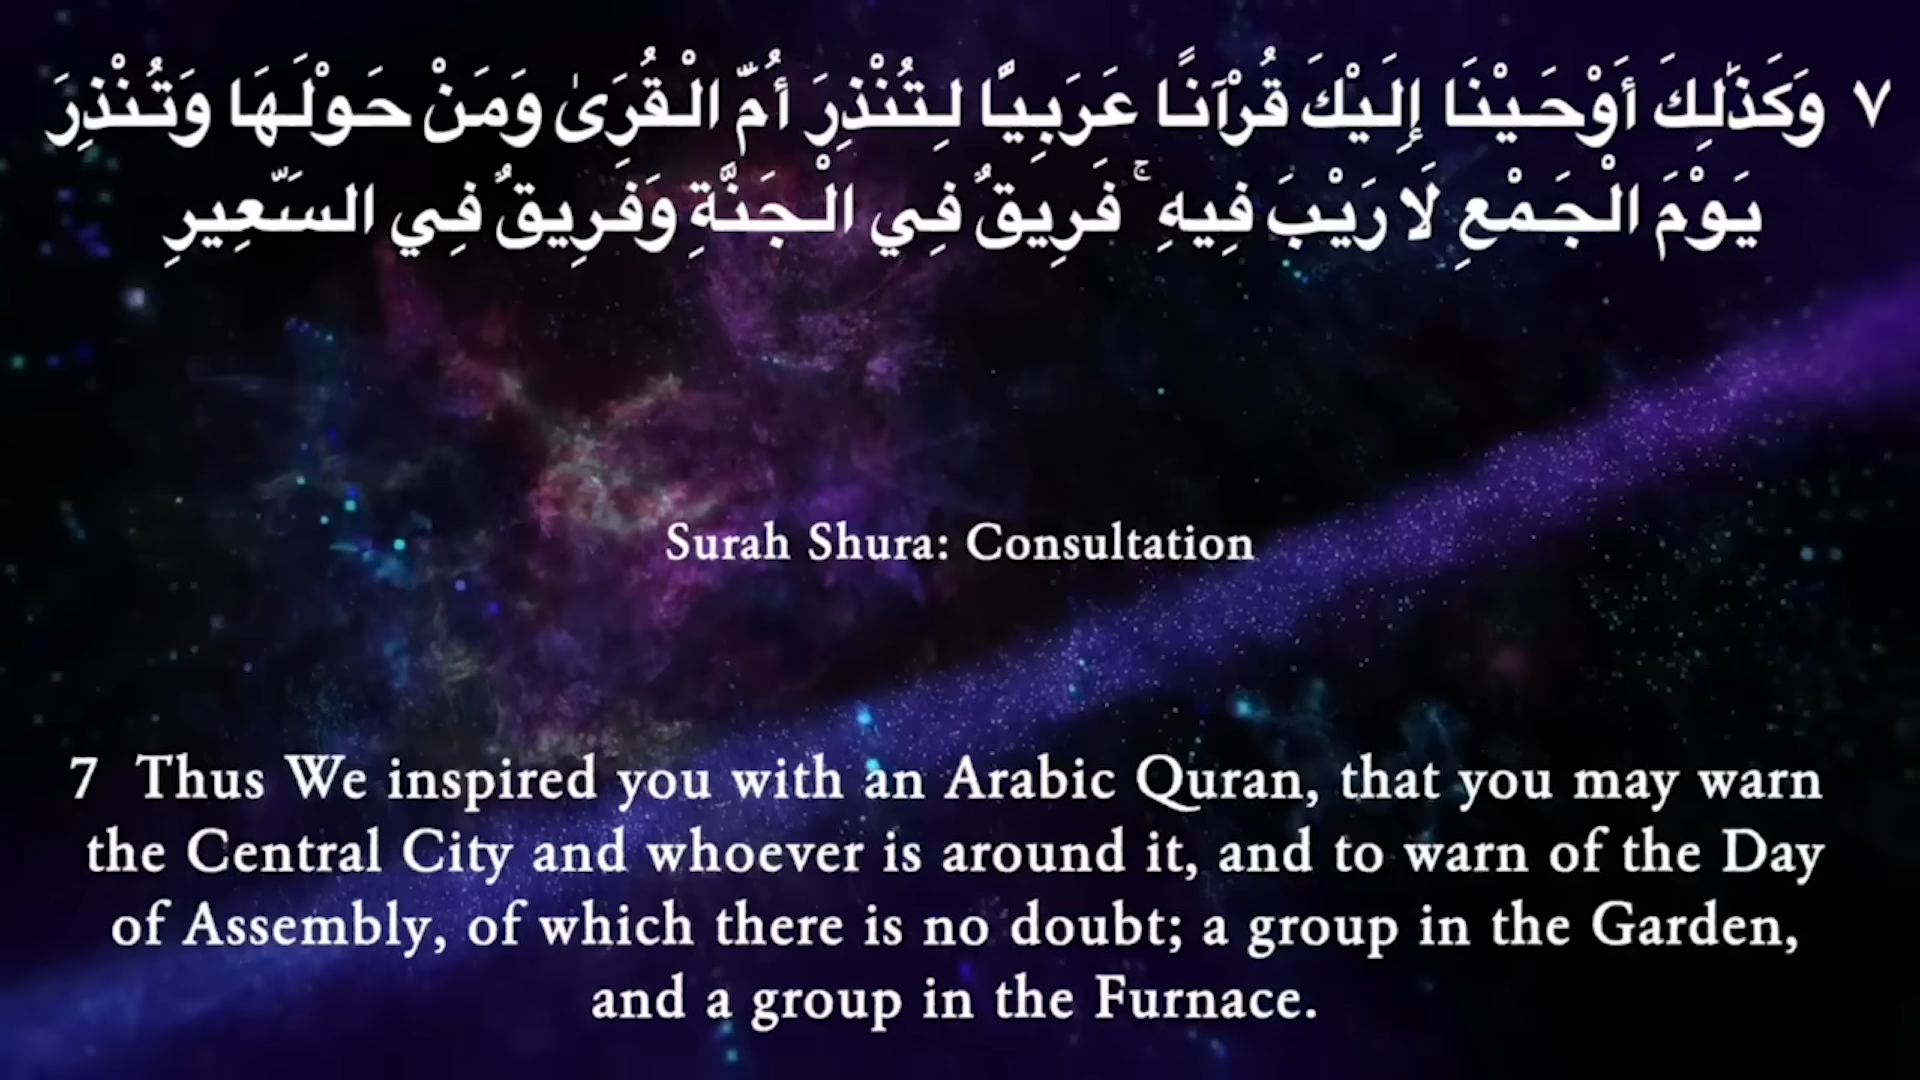 ٧ وَكَذَٰلِكَ أَوْحَيْنَا إِلَيْكَ قُرْآنًا عَرَبِيًّا لِتُنْذِرَ أُمَّ الْقُرَىٰ وَمَنْ حَوْلَهَا وَتُنْذِرَ
يَوْمَ الْجَمْعِ لَا رَيْبَ فِيهِ ۚ فَرِيقٌ فِي الْجَنَّةِ وَفَرِيقٌ فِي السَّعِيرِ
Surah Shura: Consultation
7 Thus We inspired you with an Arabic Quran, that you may warn
the Central City and whoever is around it, and to warn of the Day
of Assembly, of which there is no doubt; a group in the Garden,
and a group in the Furnace.